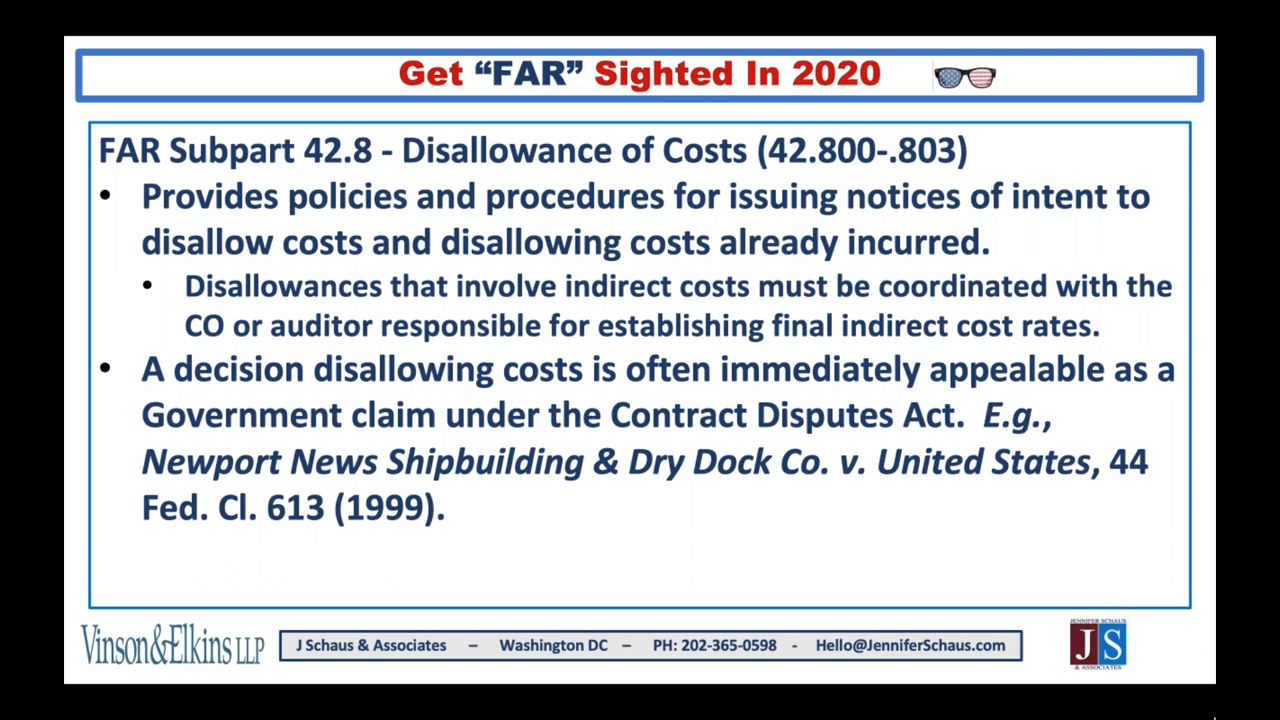 Get “FAR” Sighted In 2020
FAR Subpart 42.8 - Disallowance of Costs (42.800-.803)
• Provides policies and procedures for issuing notices of intent to
disallow costs and disallowing costs already incurred.
• Disallowances that involve indirect costs must be coordinated with the
CO or auditor responsible for establishing final indirect cost rates.
• A decision disallowing costs is often immediately appealable as a
Government claim under the Contract Disputes Act. E.g.,
Newport News Shipbuilding & Dry Dock Co. v. United States, 44
Fed. Cl. 613 (1999).
Vinson&Elkins LLP
J Schaus & Associates – Washington DC – PH: 202-365-0598 - Hello@JenniferSchaus.com
JENNIFER SCHAUS
JS
& ASSOCIATES